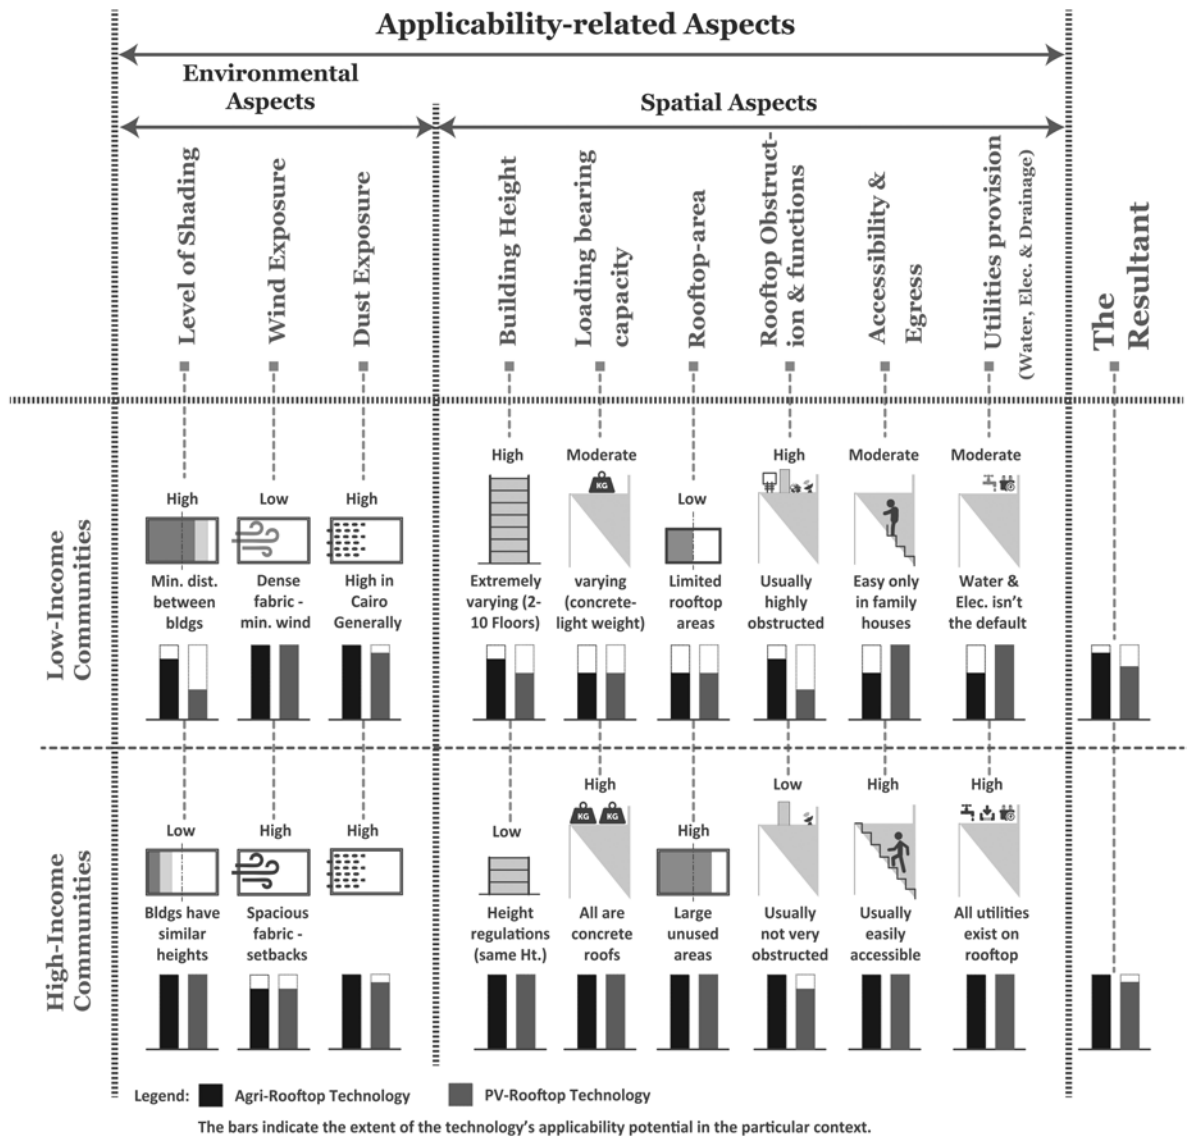 Applicability-related Aspects
Environmental
Aspects
Spatial Aspects
Level of Shading
Wind Exposure
Dust Exposure
Building Height
Loading bearing
capacity
Rooftop-area
Rooftop Obstruct-
ion & functions
Accessibility &
Egress
Utilities provision
(Water, Elec. & Drainage)
The
Resultant
Low-Income
Communities
High
Min. dist.
between
bldgs
Low
Dense
fabric -
min. wind
High
High in
Cairo
Generally
High
Extremely
varying (2-
10 Floors)
Moderate
KG
varying
(concrete-
light weight)
Low
Limited
rooftop
areas
High
Usually
highly
obstructed
Moderate
Easy only
in family
houses
Moderate
Water &
Elec. isn't
the default
High-Income
Communities
Low
Bldgs have
similar
heights
High
Spacious
fabric -
setbacks
High
Low
Height
regulations
(same Ht.)
High
KG
KG
All are
concrete
roofs
High
Large
unused
areas
Low
Usually
not very
obstructed
High
Usually
easily
accessible
High
All utilities
exist on
rooftop
Legend:
Agri-Rooftop Technology
PV-Rooftop Technology
The bars indicate the extent of the technology's applicability potential in the particular context.